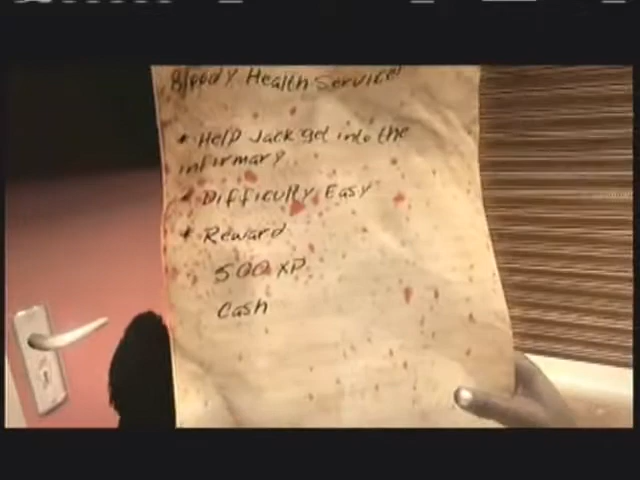 Bloody Health Service!
* Help Jack get into the
infirmary
* Difficulty Easy
* Reward
500 XP
Cash